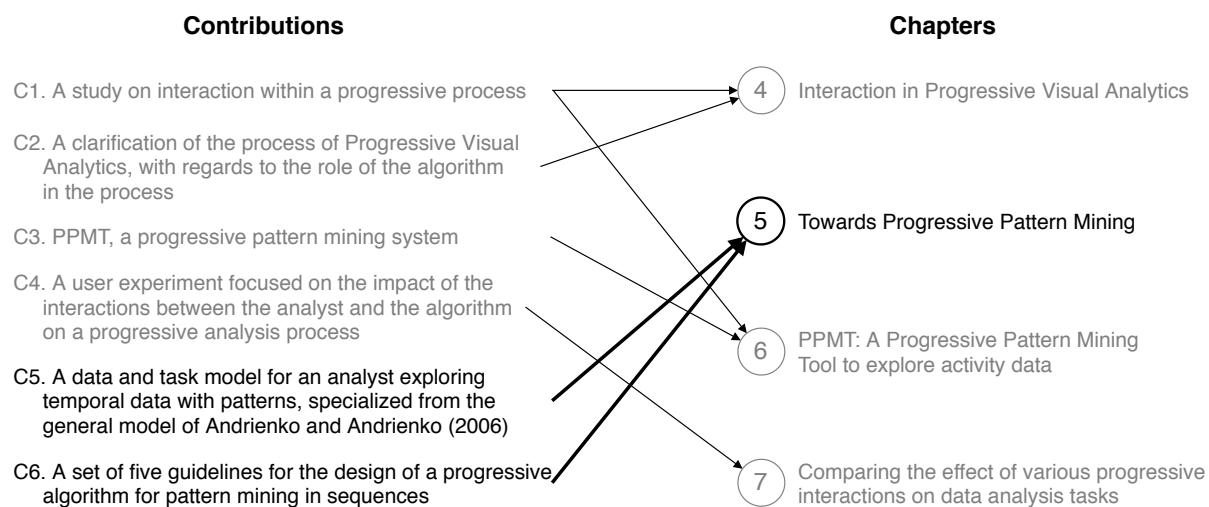 Contributions
C1. A study on interaction within a progressive process
C2. A clarification of the process of Progressive Visual
Analytics, with regards to the role of the algorithm
in the process
C3. PPMT, a progressive pattern mining system
C4. A user experiment focused on the impact of the
interactions between the analyst and the algorithm
on a progressive analysis process
C5. A data and task model for an analyst exploring
temporal data with patterns, specialized from the
general model of Andrienko and Andrienko (2006)
C6. A set of five guidelines for the design of a progressive
algorithm for pattern mining in sequences
Chapters
4 Interaction in Progressive Visual Analytics
5 Towards Progressive Pattern Mining
6 PPMT: A Progressive Pattern Mining
Tool to explore activity data
7 Comparing the effect of various progressive
interactions on data analysis tasks